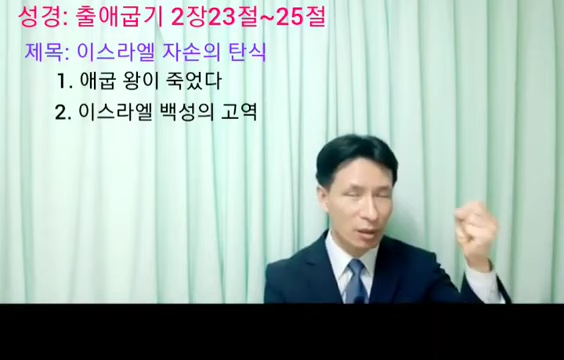 성경: 출애굽기 2장23절~25절
제목: 이스라엘 자손의 탄식
1. 애굽 왕이 죽었다
2. 이스라엘 백성의 고역